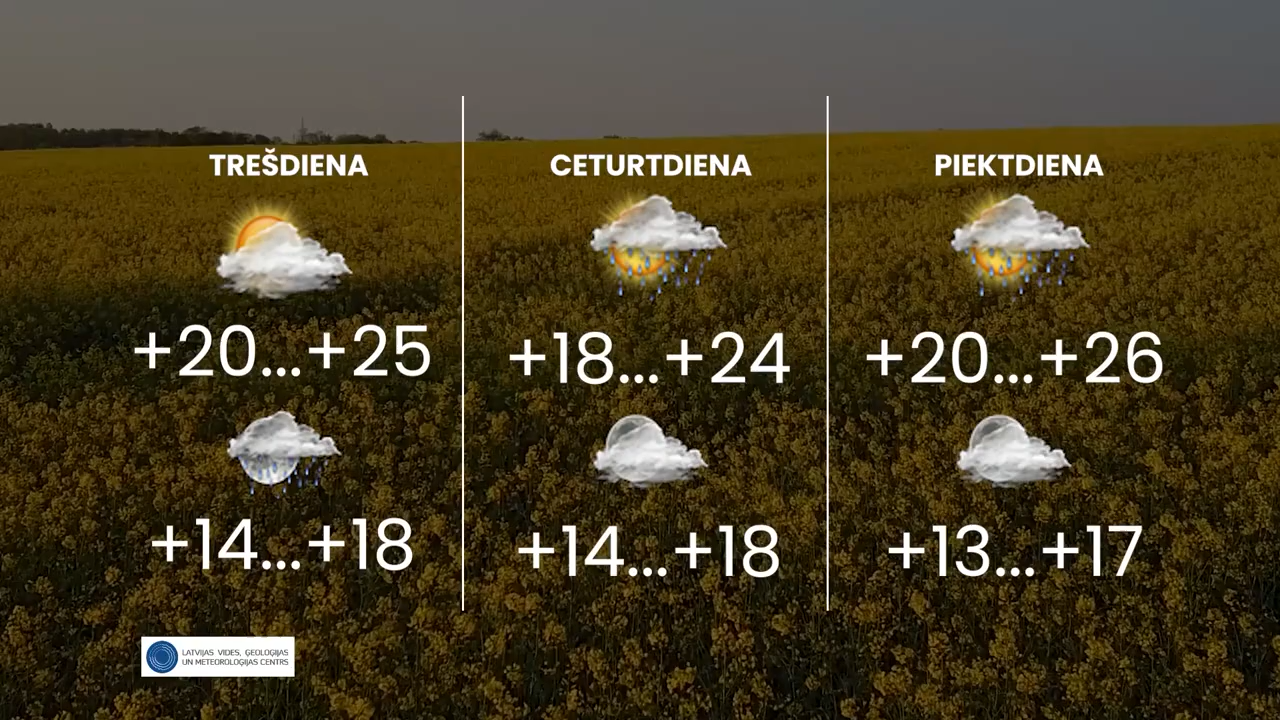 TREŠDIENA
+20...+25
+14...+18
CETURTDIENA
+18...+24
+14...+18
PIEKTDIENA
+20...+26
+13...+17
LATVIJAS VIDES, ĢEOLOĢIJAS
UN METEOROLOĢIJAS CENTRS